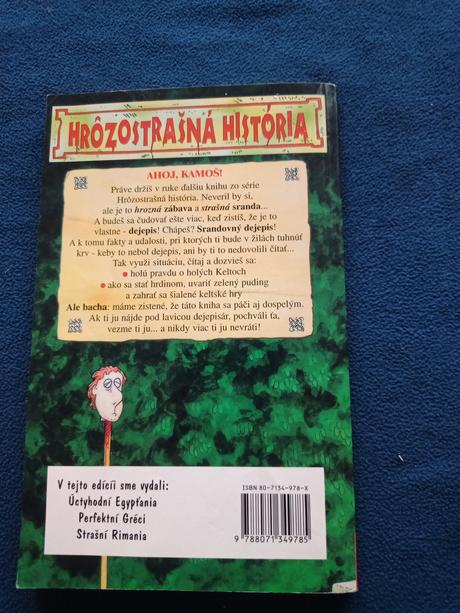 HRÔZOSTRAŠNÁ HISTÓRIA
AHOJ, KAMOŠ!
Práve držíš v ruke ďalšiu knihu zo série
Hrôzostrašná história. Neveril by si,
ale je to hrozná zábava a strašná sranda...
A budeš sa čudovať ešte viac, keď zistíš, že je to
vlastne - dejepis! Chápeš? Srandovný dejepis!
A k tomu fakty a udalosti, pri ktorých ti bude v žilách tuhnúť
krv - keby to nebol dejepis, ani by ti to nedovolili čítať...
Tak využi situáciu, čítaj a dozvieš sa:
● holú pravdu o holých Keltoch
● ako sa stať hrdinom, uvariť zelený puding
a zahrať sa šialené keltské hry
Ale bacha: máme zistené, že táto kniha sa páči aj dospelým.
Ak ti ju nájde pod lavicou dejepisár, pochváli ťa,
vezme ti ju... a nikdy viac ti ju nevráti!
V tejto edícii sme vydali:
Úctyhodní Egypťania
Perfektní Gréci
Strašní Rimania
ISBN 80-7134-978-X
9 788071 349785